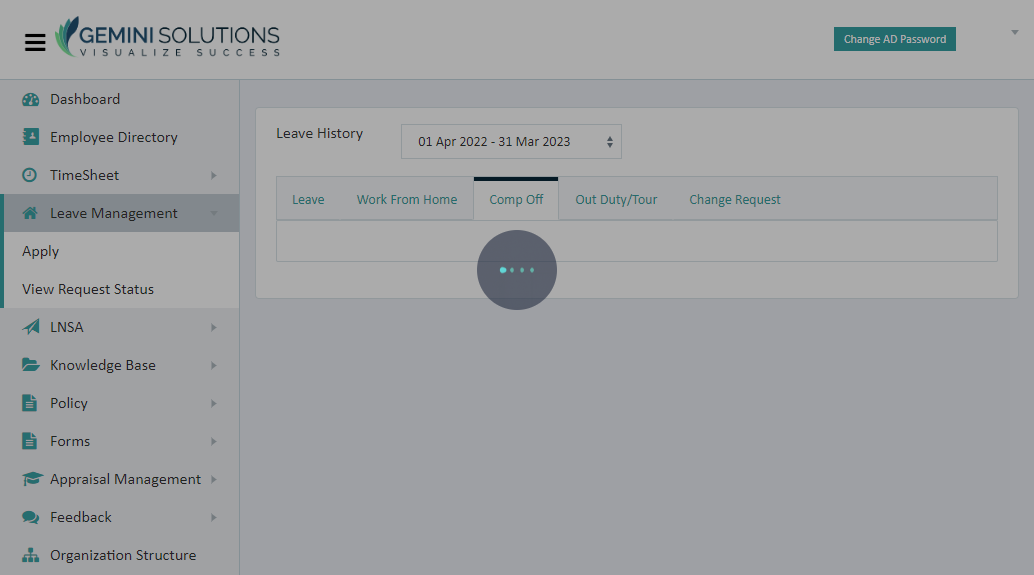 GEMINI SOLUTIONS
VISUALIZE SUCCESS
Change AD Password
Dashboard
Employee Directory
TimeSheet
Leave Management
Apply
View Request Status
LNSA
Knowledge Base
Policy
Forms
Appraisal Management
Feedback
Organization Structure
Leave History
01 Apr 2022 - 31 Mar 2023
Leave Work From Home Comp Off Out Duty/Tour Change Request